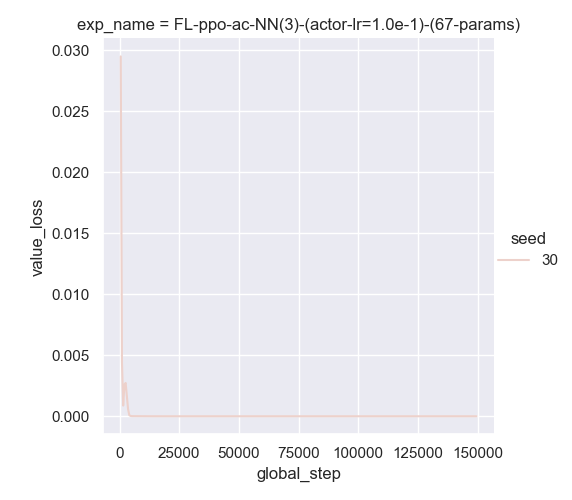 exp_name = FL-ppo-ac-NN(3)-(actor-lr=1.0e-1)-(67-params)
0.030
0.025
0.020
0.015
0.010
0.005
0.000
value_loss
0 25000 50000 75000 100000 125000 150000
global_step
seed
30